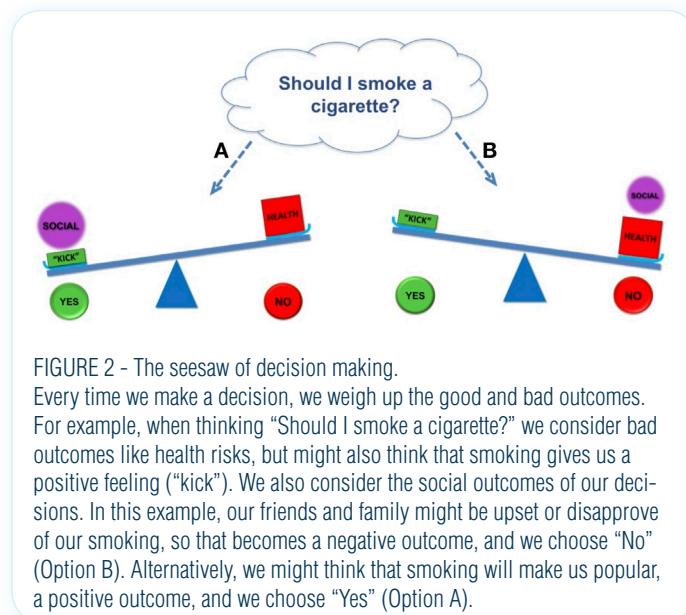 Should I smoke a
cigarette?
A
B
SOCIAL
"KICK"
HEALTH
YES
NO
SOCIAL
"KICK"
HEALTH
YES
NO
FIGURE 2 - The seesaw of decision making.
Every time we make a decision, we weigh up the good and bad outcomes.
For example, when thinking “Should I smoke a cigarette?” we consider bad
outcomes like health risks, but might also think that smoking gives us a
positive feeling (“kick”). We also consider the social outcomes of our deci-
sions. In this example, our friends and family might be upset or disapprove
of our smoking, so that becomes a negative outcome, and we choose “No”
(Option B). Alternatively, we might think that smoking will make us popular,
a positive outcome, and we choose “Yes” (Option A).